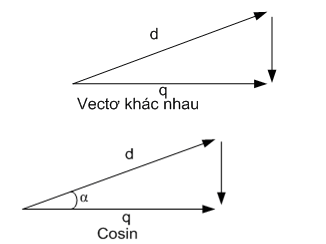 d
q
Vectơ khác nhau
d
α
q
Cosin